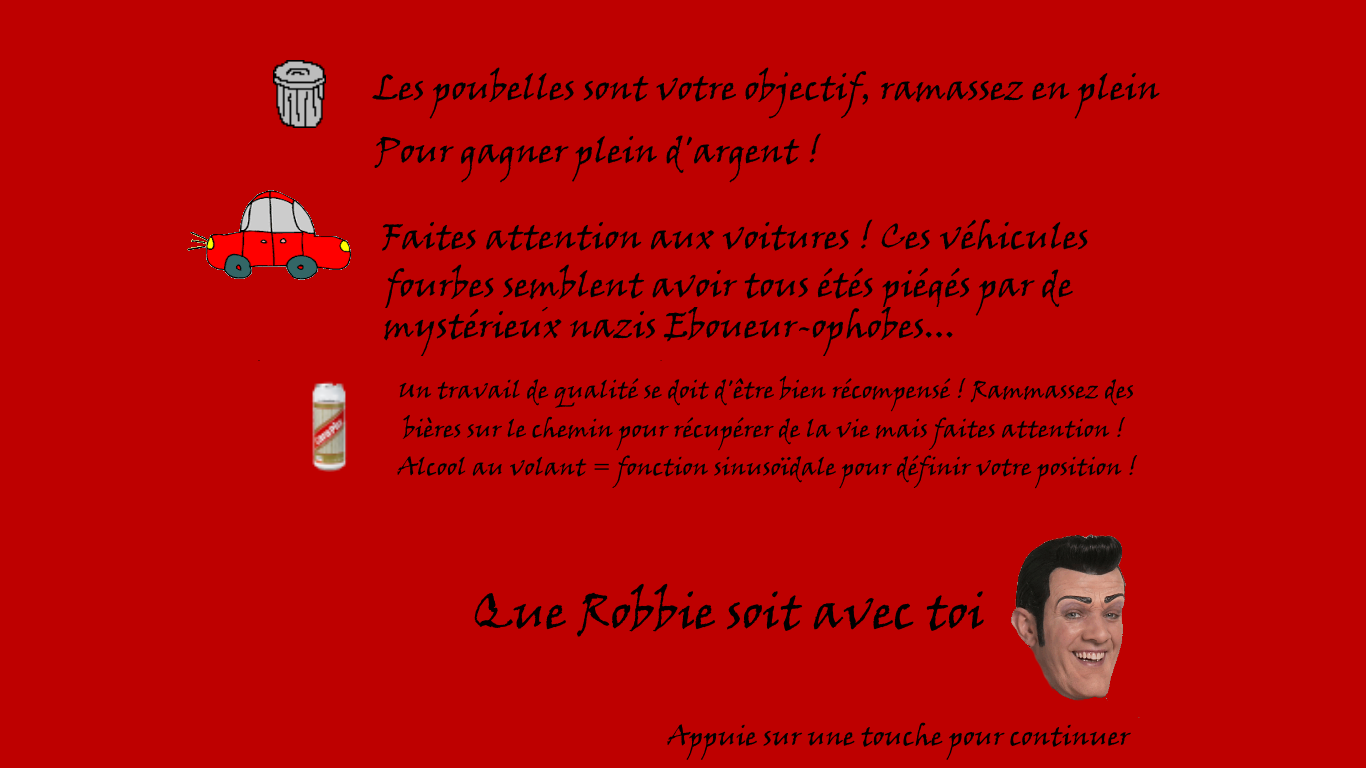 Les poubelles sont votre objectif, ramassez en plein
Pour gagner plein d'argent !
Faites attention aux voitures ! Ces véhicules
fourbes semblent avoir tous étés piégés par de
mystérieux nazis Eboueur-ophobes...
Un travail de qualité se doit d'être bien récompensé ! Rammassez des
bières sur le chemin pour récupérer de la vie mais faites attention !
Alcool au volant = fonction sinusoïdale pour définir votre position !
Que Robbie soit avec toi
Appuie sur une touche pour continuer